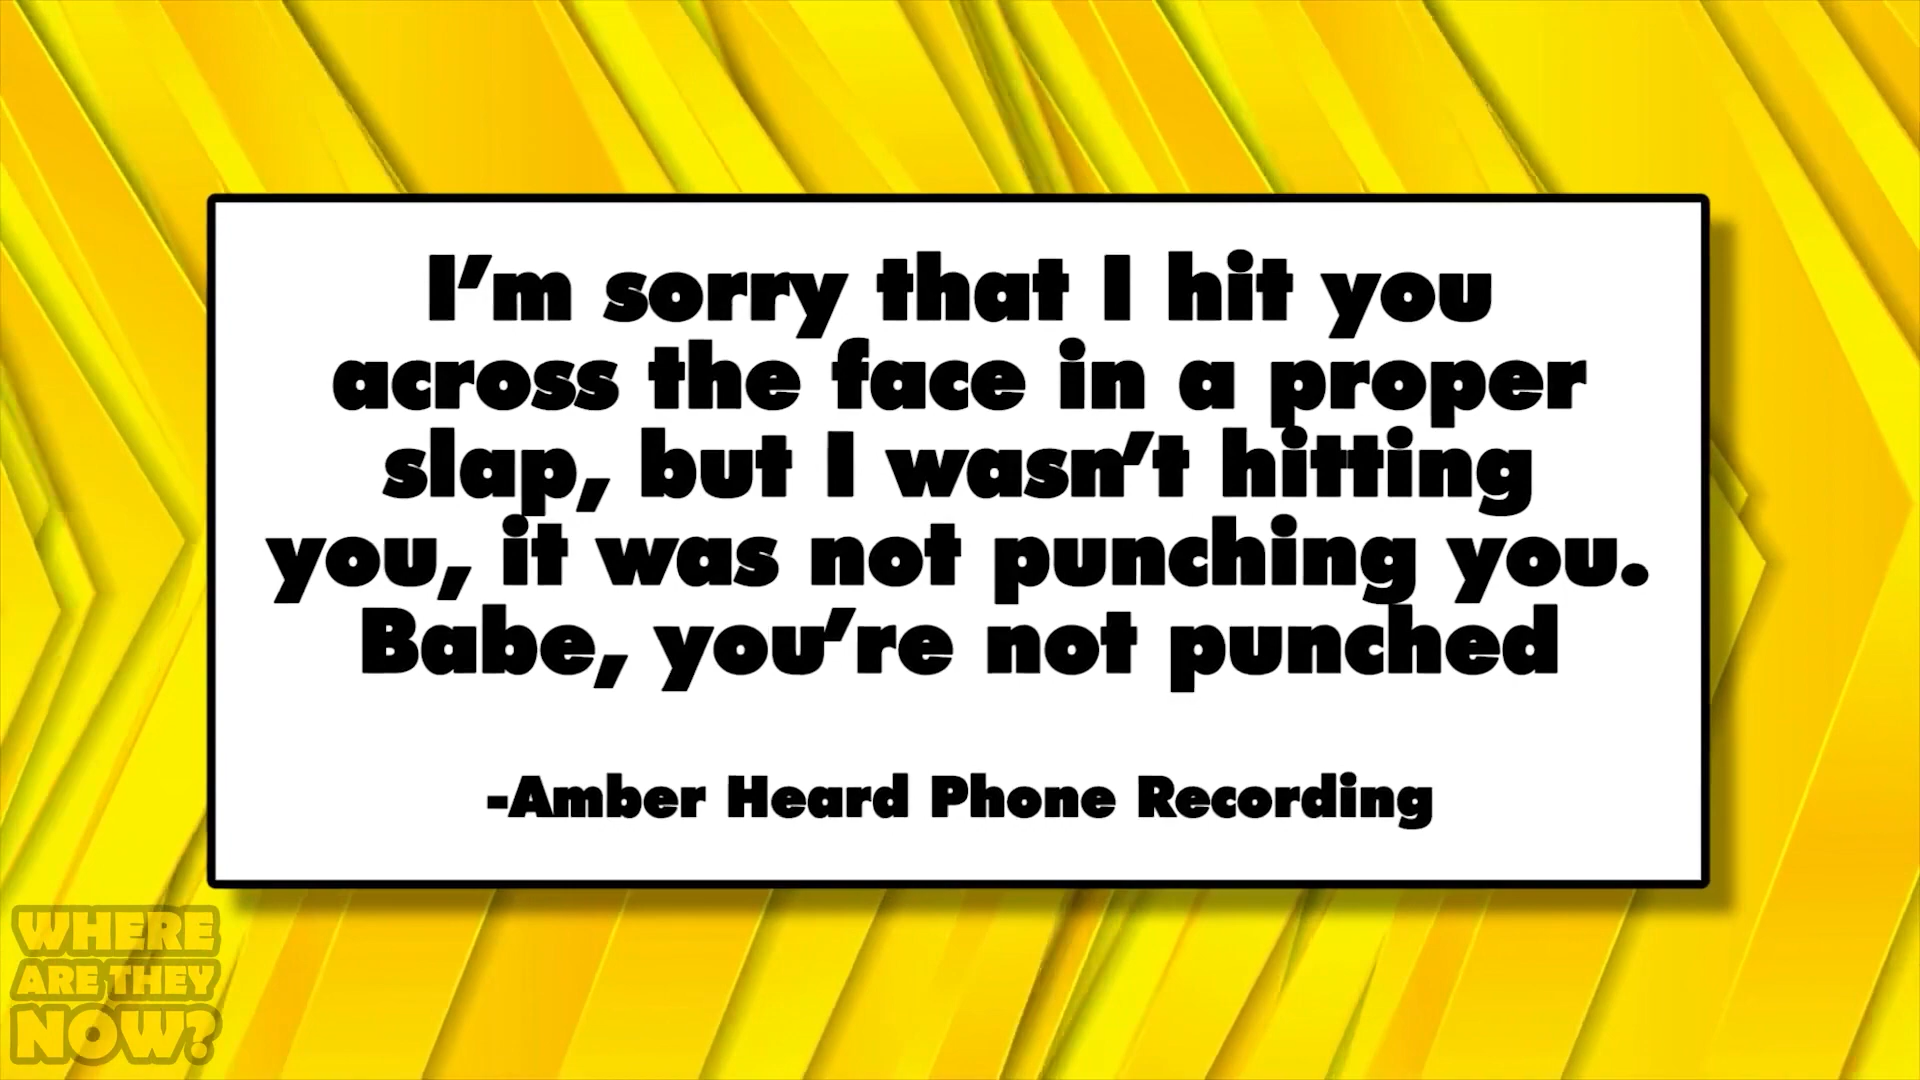 I’m sorry that I hit you
across the face in a proper
slap, but I wasn’t hitting
you, it was not punching you.
Babe, you’re not punched
-Amber Heard Phone Recording
WHERE
ARE THEY
NOW?